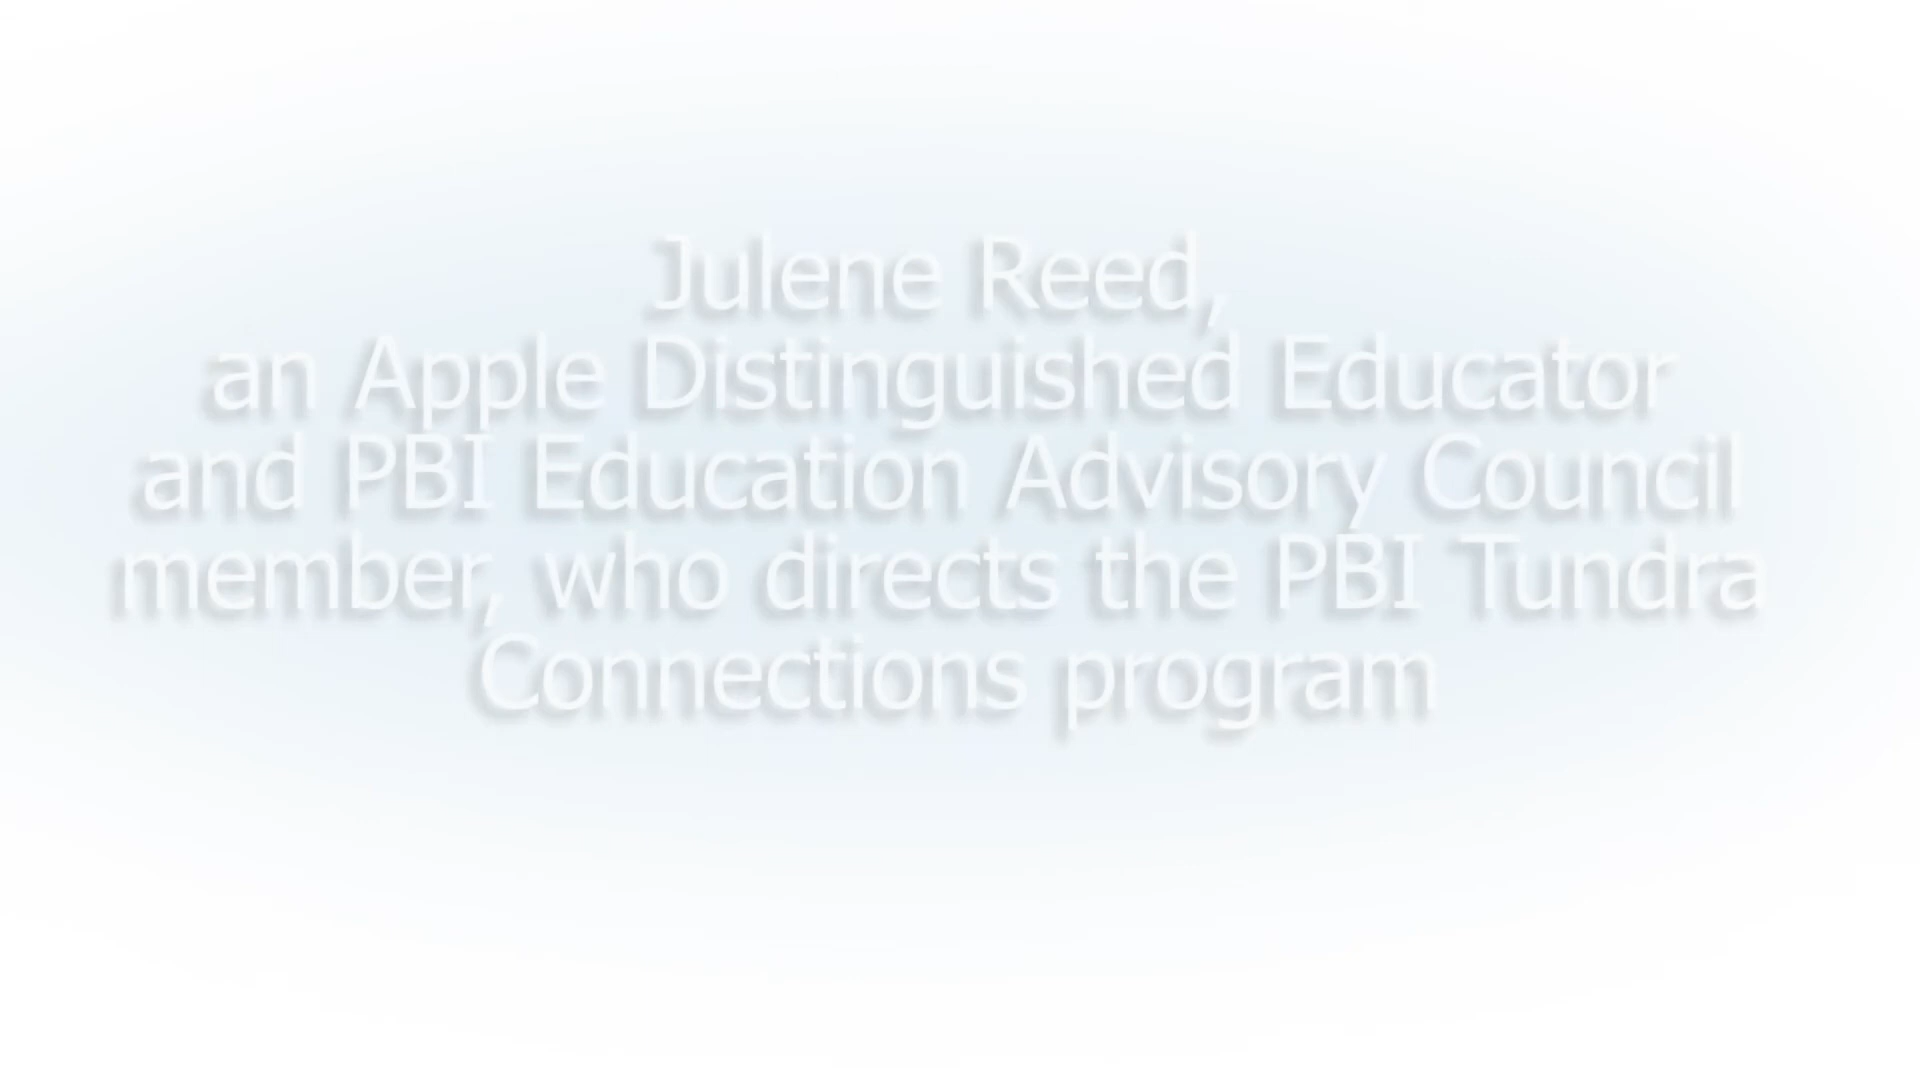 Julene Reed,
an Apple Distinguished Educator
and PBI Education Advisory Council
member, who directs the PBI Tundra
Connections program